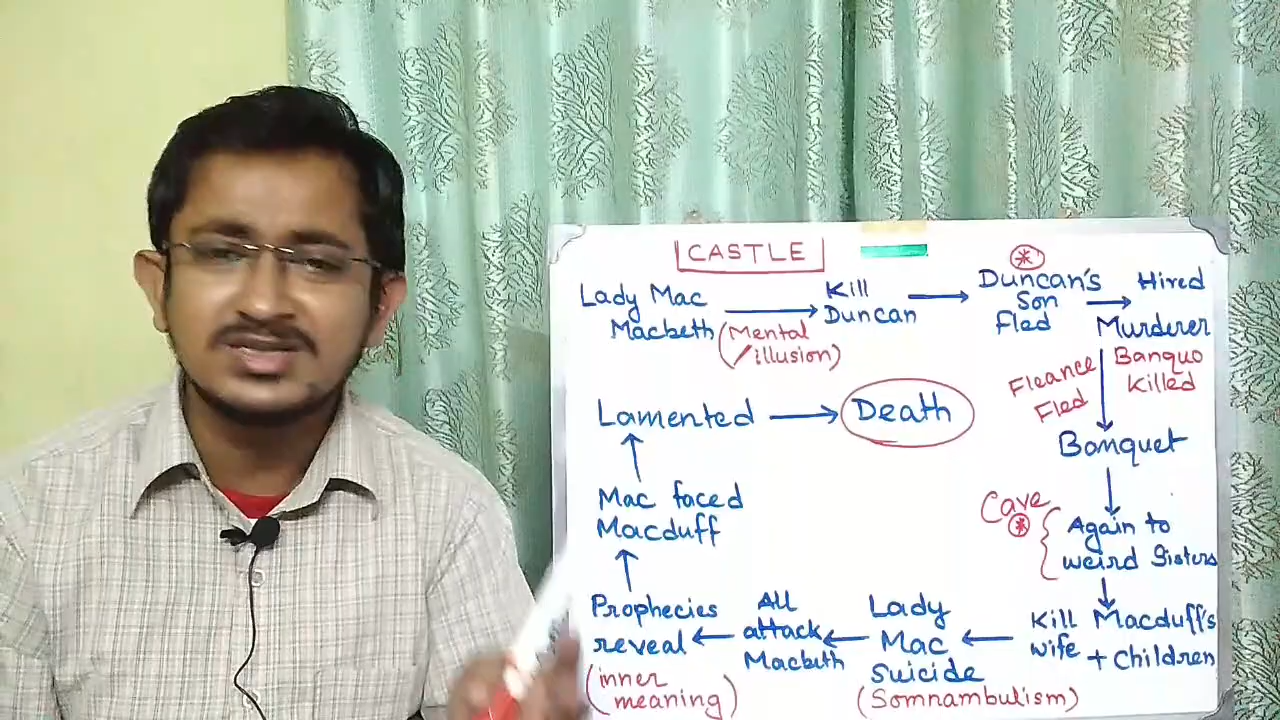 CASTLE
Lady Mac
Macbeth
(Mental
illusion)
Kill
Duncan
*
Duncan's
Son
Fled
Hired
Murderer
Banquo
Killed
Fleance
Fled
Banquet
Cave
*
Again to
weird Sisters
Kill Macduff's
wife + Children
Lady
Mac
Suicide
(Somnambulism)
All
attack
Macbeth
Prophecies
reveal
(inner
meaning)
Mac faced
Macduff
Lamented
Death